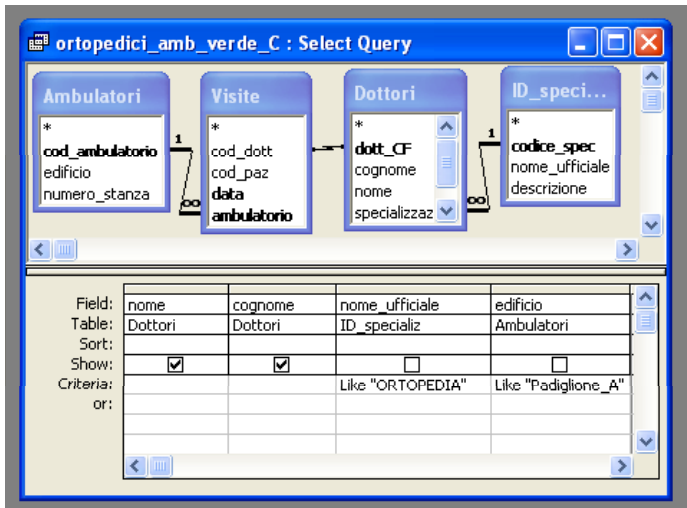 ortopedici_amb_verde_C : Select Query
Ambulatori
*
cod_ambulatorio
edificio
numero_stanza
1
∞
Visite
*
cod_dott
cod_paz
data
ambulatorio
Dottori
*
dott_CF
cognome
nome
specializzaz
1
∞
ID_speci...
*
codice_spec
nome_ufficiale
descrizione
Field: nome cognome nome_ufficiale edificio
Table: Dottori Dottori ID_specializ Ambulatori
Sort:
Show:
Criteria: Like "ORTOPEDIA" Like "Padiglione_A"
or: